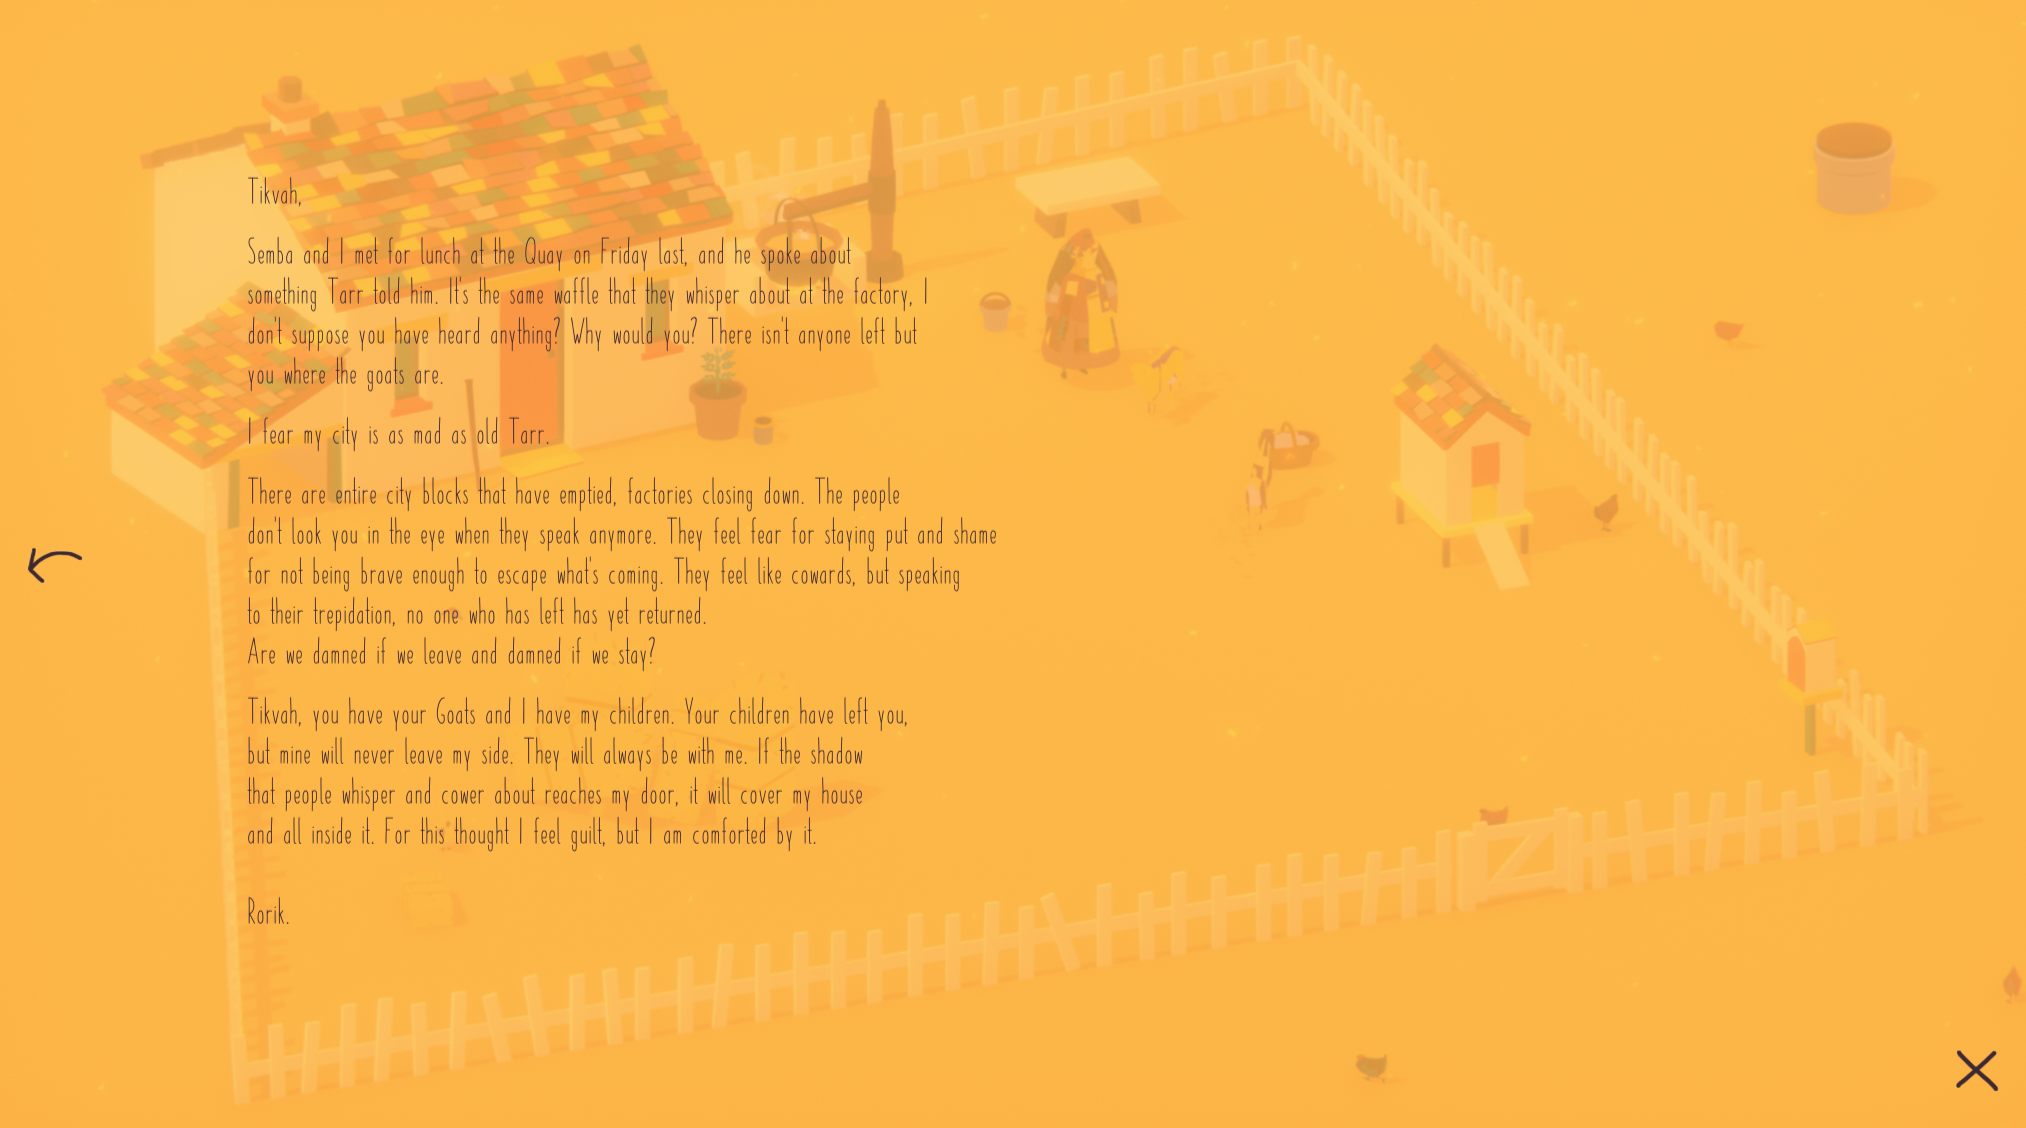 Tikvah,
Semba and I met for lunch at the Quay on Friday last, and he spoke about
something Tarr told him. It's the same waffle that they whisper about at the factory, I
don't suppose you have heard anything? Why would you? There isn't anyone left but
you where the goats are.
I fear my city is as mad as old Tarr.
There are entire city blocks that have emptied, factories closing down. The people
don't look you in the eye when they speak anymore. They feel fear for staying put and shame
for not being brave enough to escape what's coming. They feel like cowards, but speaking
to their trepidation, no one who has left has yet returned.
Are we damned if we leave and damned if we stay?
Tikvah, you have your Goats and I have my children. Your children have left you,
but mine will never leave my side. They will always be with me. If the shadow
that people whisper and cower about reaches my door, it will cover my house
and all inside it. For this thought I feel guilt, but I am comforted by it.
Rorik.